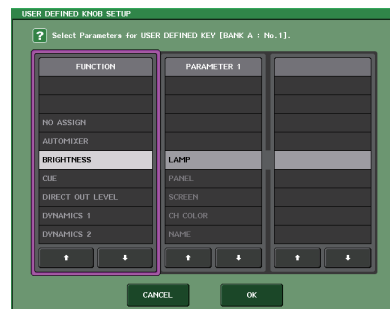 USER DEFINED KNOB SETUP
? Select Parameters for USER DEFINED KEY [BANK A : No.1].
FUNCTION
PARAMETER 1
NO ASSIGN
AUTOMIXER
BRIGHTNESS
LAMP
CUE
PANEL
DIRECT OUT LEVEL
SCREEN
DYNAMICS 1
CH COLOR
DYNAMICS 2
NAME
CANCEL
OK